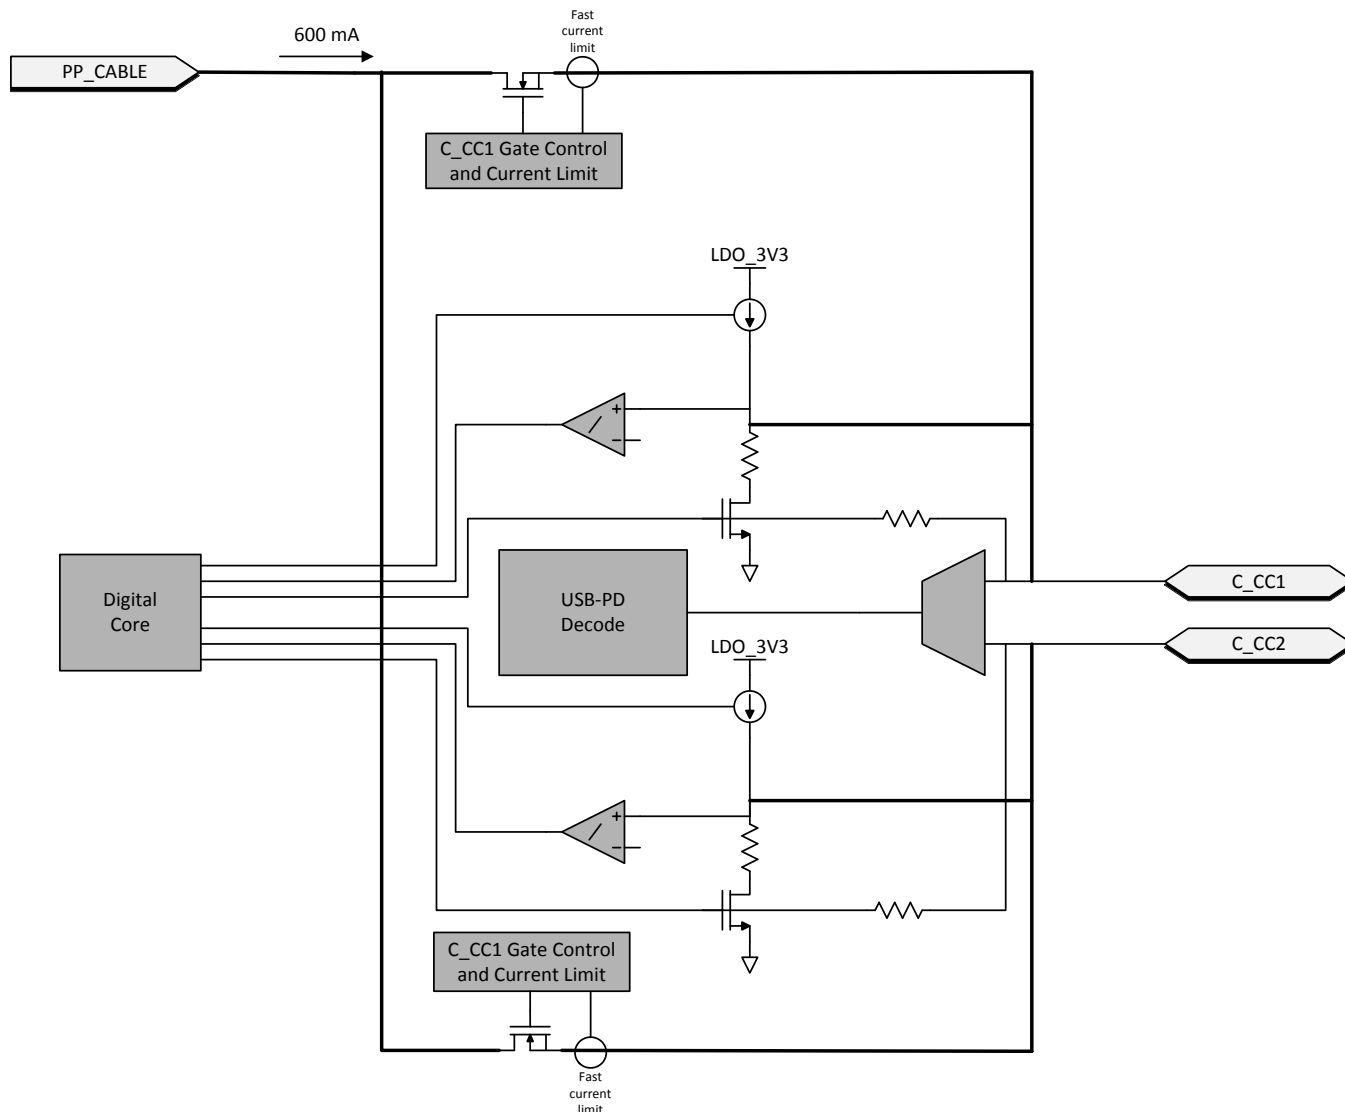 Fast
current
limit
600 mA
PP_CABLE
C_CC1 Gate Control
and Current Limit
LDO_3V3
+
−
Digital
Core
USB-PD
Decode
C_CC1
C_CC2
LDO_3V3
+
−
C_CC1 Gate Control
and Current Limit
Fast
current
limit